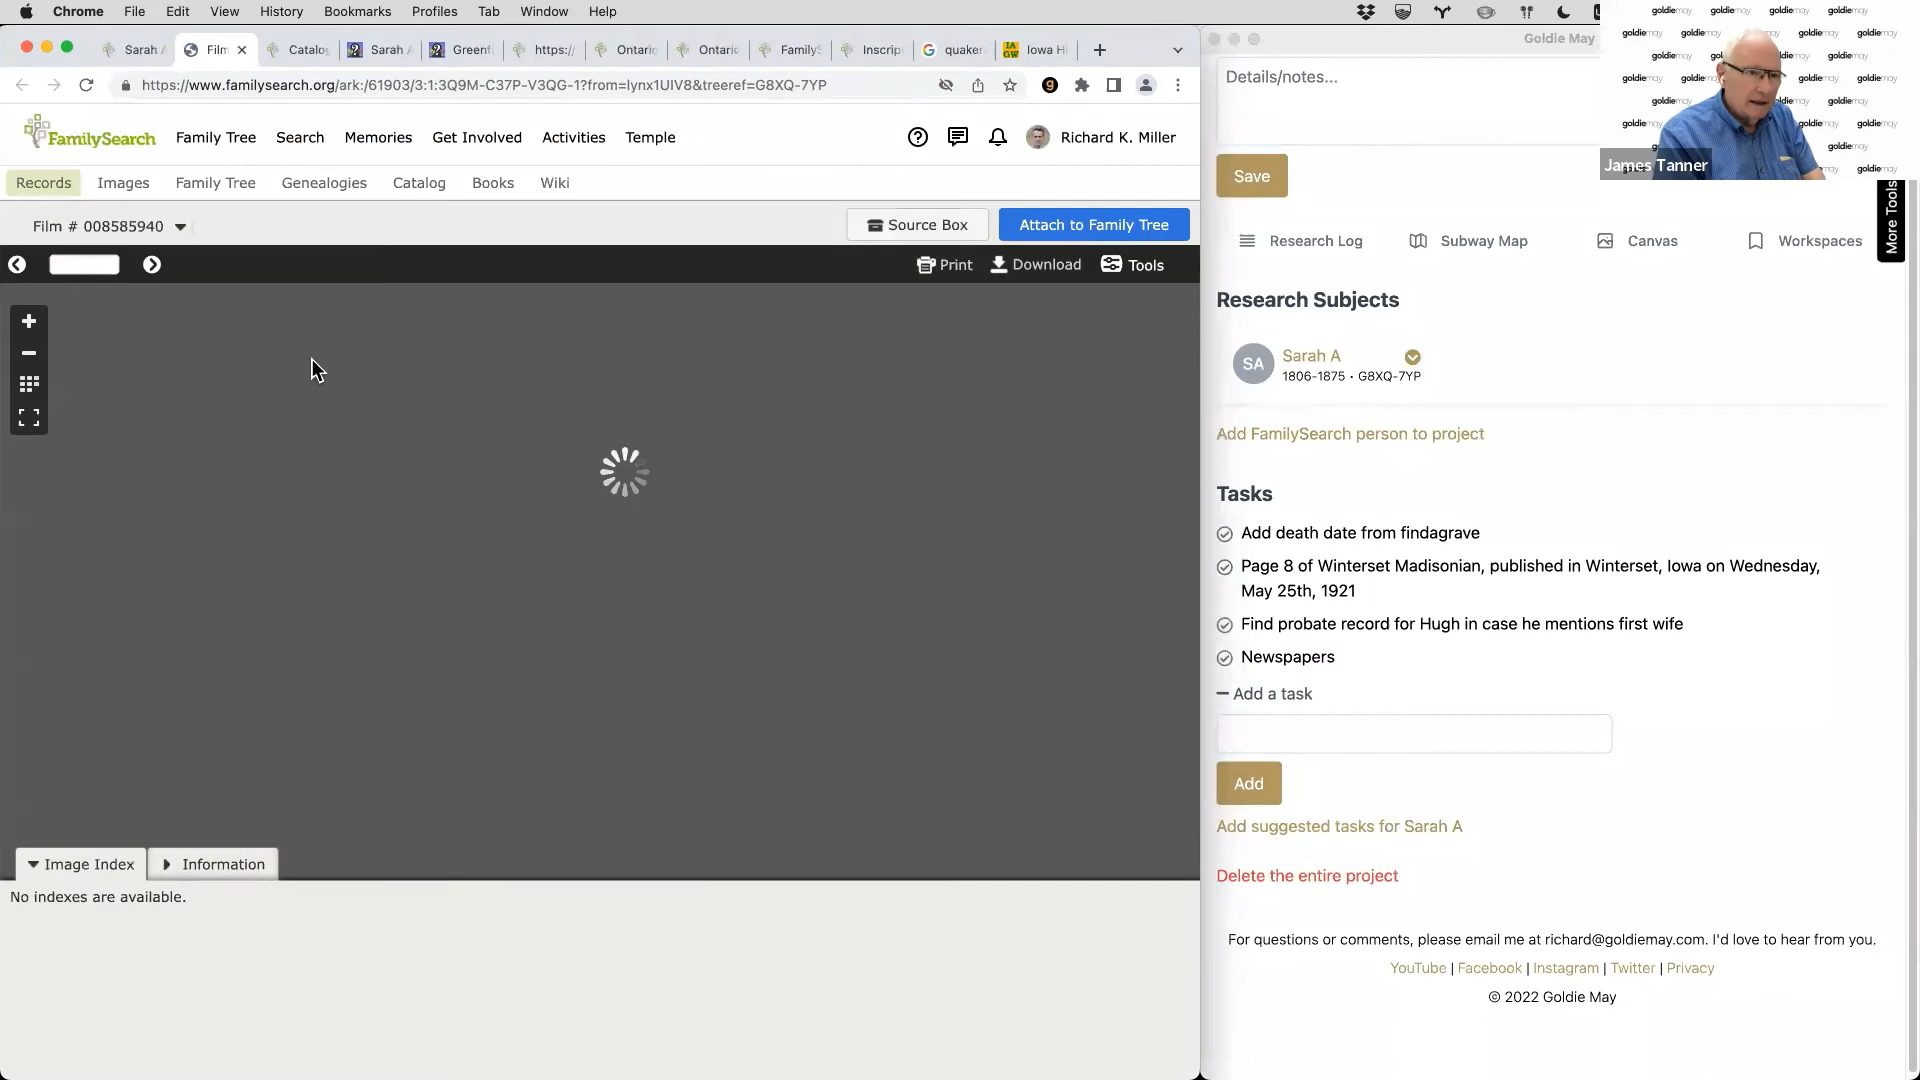 Chrome File Edit View History Bookmarks Profiles Tab Window Help
Sarah A Film Catalog Sarah A Greenf https:// Ontario Ontario FamilyS Inscrip quaker Iowa Hi
https://www.familysearch.org/ark:/61903/3:1:3Q9M-C37P-V3QG-1?from=lynx1UIV8&treeref=G8XQ-7YP
FamilySearch Family Tree Search Memories Get Involved Activities Temple Richard K. Miller
Records Images Family Tree Genealogies Catalog Books Wiki
Film # 008585940 Source Box Attach to Family Tree
Print Download Tools
Image Index Information
No indexes are available.
Goldie May
Details/notes...
Save
goldiemay goldiemay goldiemay goldiemay
James Tanner
More Tools
Research Log Subway Map Canvas Workspaces
Research Subjects
SA Sarah A
1806-1875 • G8XQ-7YP
Add FamilySearch person to project
Tasks
Add death date from findagrave
Page 8 of Winterset Madisonian, published in Winterset, Iowa on Wednesday,
May 25th, 1921
Find probate record for Hugh in case he mentions first wife
Newspapers
Add a task
Add
Add suggested tasks for Sarah A
Delete the entire project
For questions or comments, please email me at richard@goldiemay.com. I'd love to hear from you.
YouTube | Facebook | Instagram | Twitter | Privacy
© 2022 Goldie May